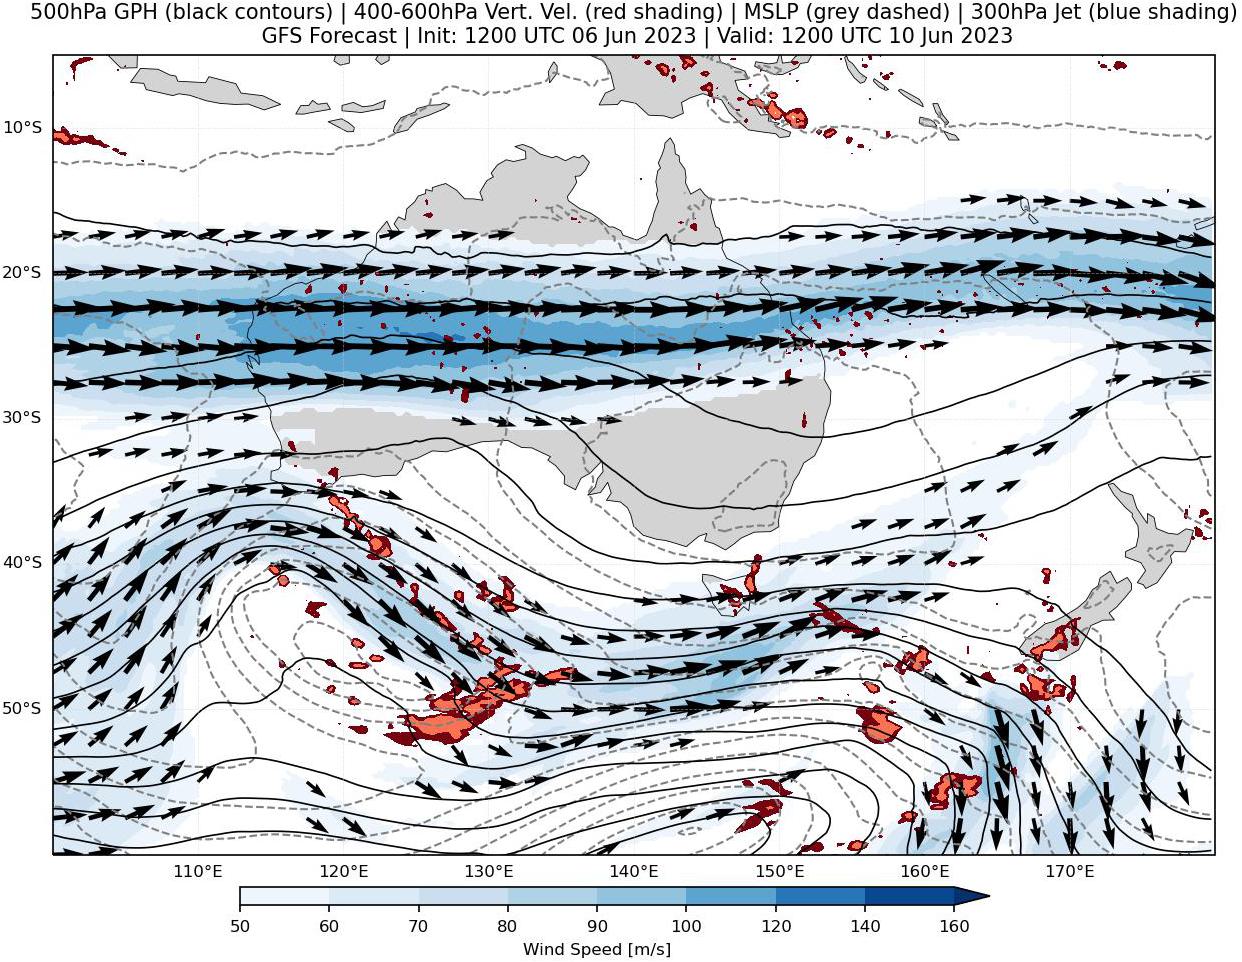 500hPa GPH (black contours) | 400-600hPa Vert. Vel. (red shading) | MSLP (grey dashed) | 300hPa Jet (blue shading)
GFS Forecast | Init: 1200 UTC 06 Jun 2023 | Valid: 1200 UTC 10 Jun 2023
10°S
20°S
30°S
40°S
50°S
110°E 120°E 130°E 140°E 150°E 160°E 170°E
50 60 70 80 90 100 120 140 160
Wind Speed [m/s]